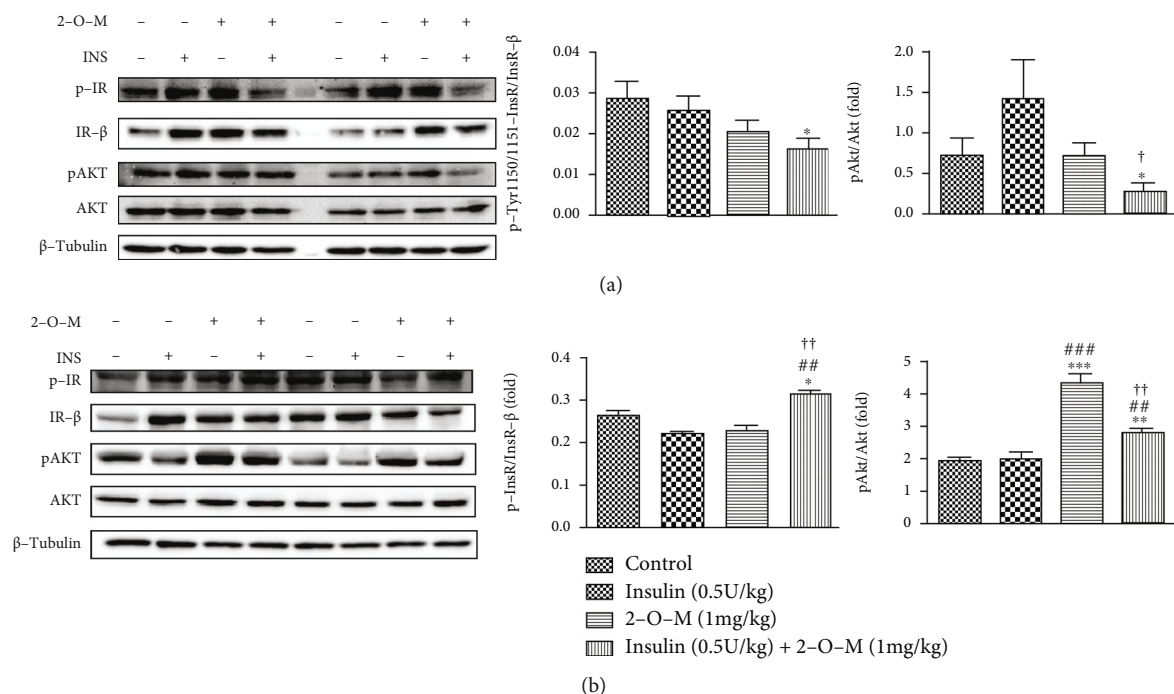 2–O–M – – + + – – + +
INS – + – + – + – +
p–IR
IR–β
pAKT
AKT
β–Tubulin
p–Tyr1150/1151–InsR/InsR–β
0.04
0.03
0.02
0.01
0.00
*
pAkt/Akt (fold)
2.0
1.5
1.0
0.5
0.0
†
*
(a)
2–O–M – – + + – – + +
INS – + – + – + – +
p–IR
IR–β
pAKT
AKT
β–Tubulin
p–InsR/InsR–β (fold)
0.4
0.3
0.2
0.1
0.0
††
##
*
pAkt/Akt (fold)
6
4
3
2
1
0
###
***
††
##
**
Control
Insulin (0.5U/kg)
2–O–M (1mg/kg)
Insulin (0.5U/kg) + 2–O–M (1mg/kg)
(b)